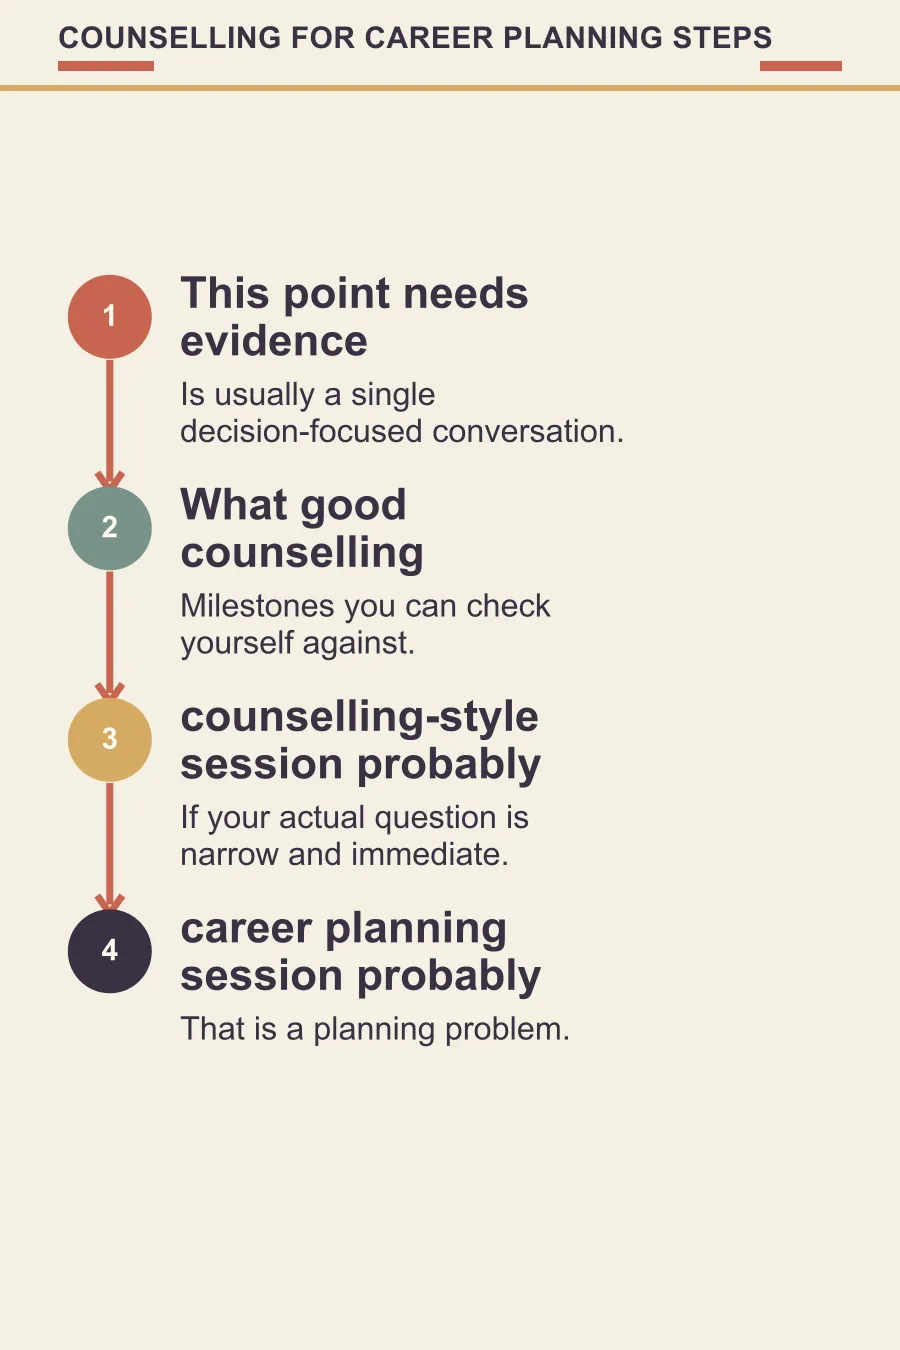 COUNSELLING FOR CAREER PLANNING STEPS
1
This point needs
evidence
Is usually a single
decision-focused conversation.
2
What good
counselling
Milestones you can check
yourself against.
3
counselling-style
session probably
If your actual question is
narrow and immediate.
4
career planning
session probably
That is a planning problem.